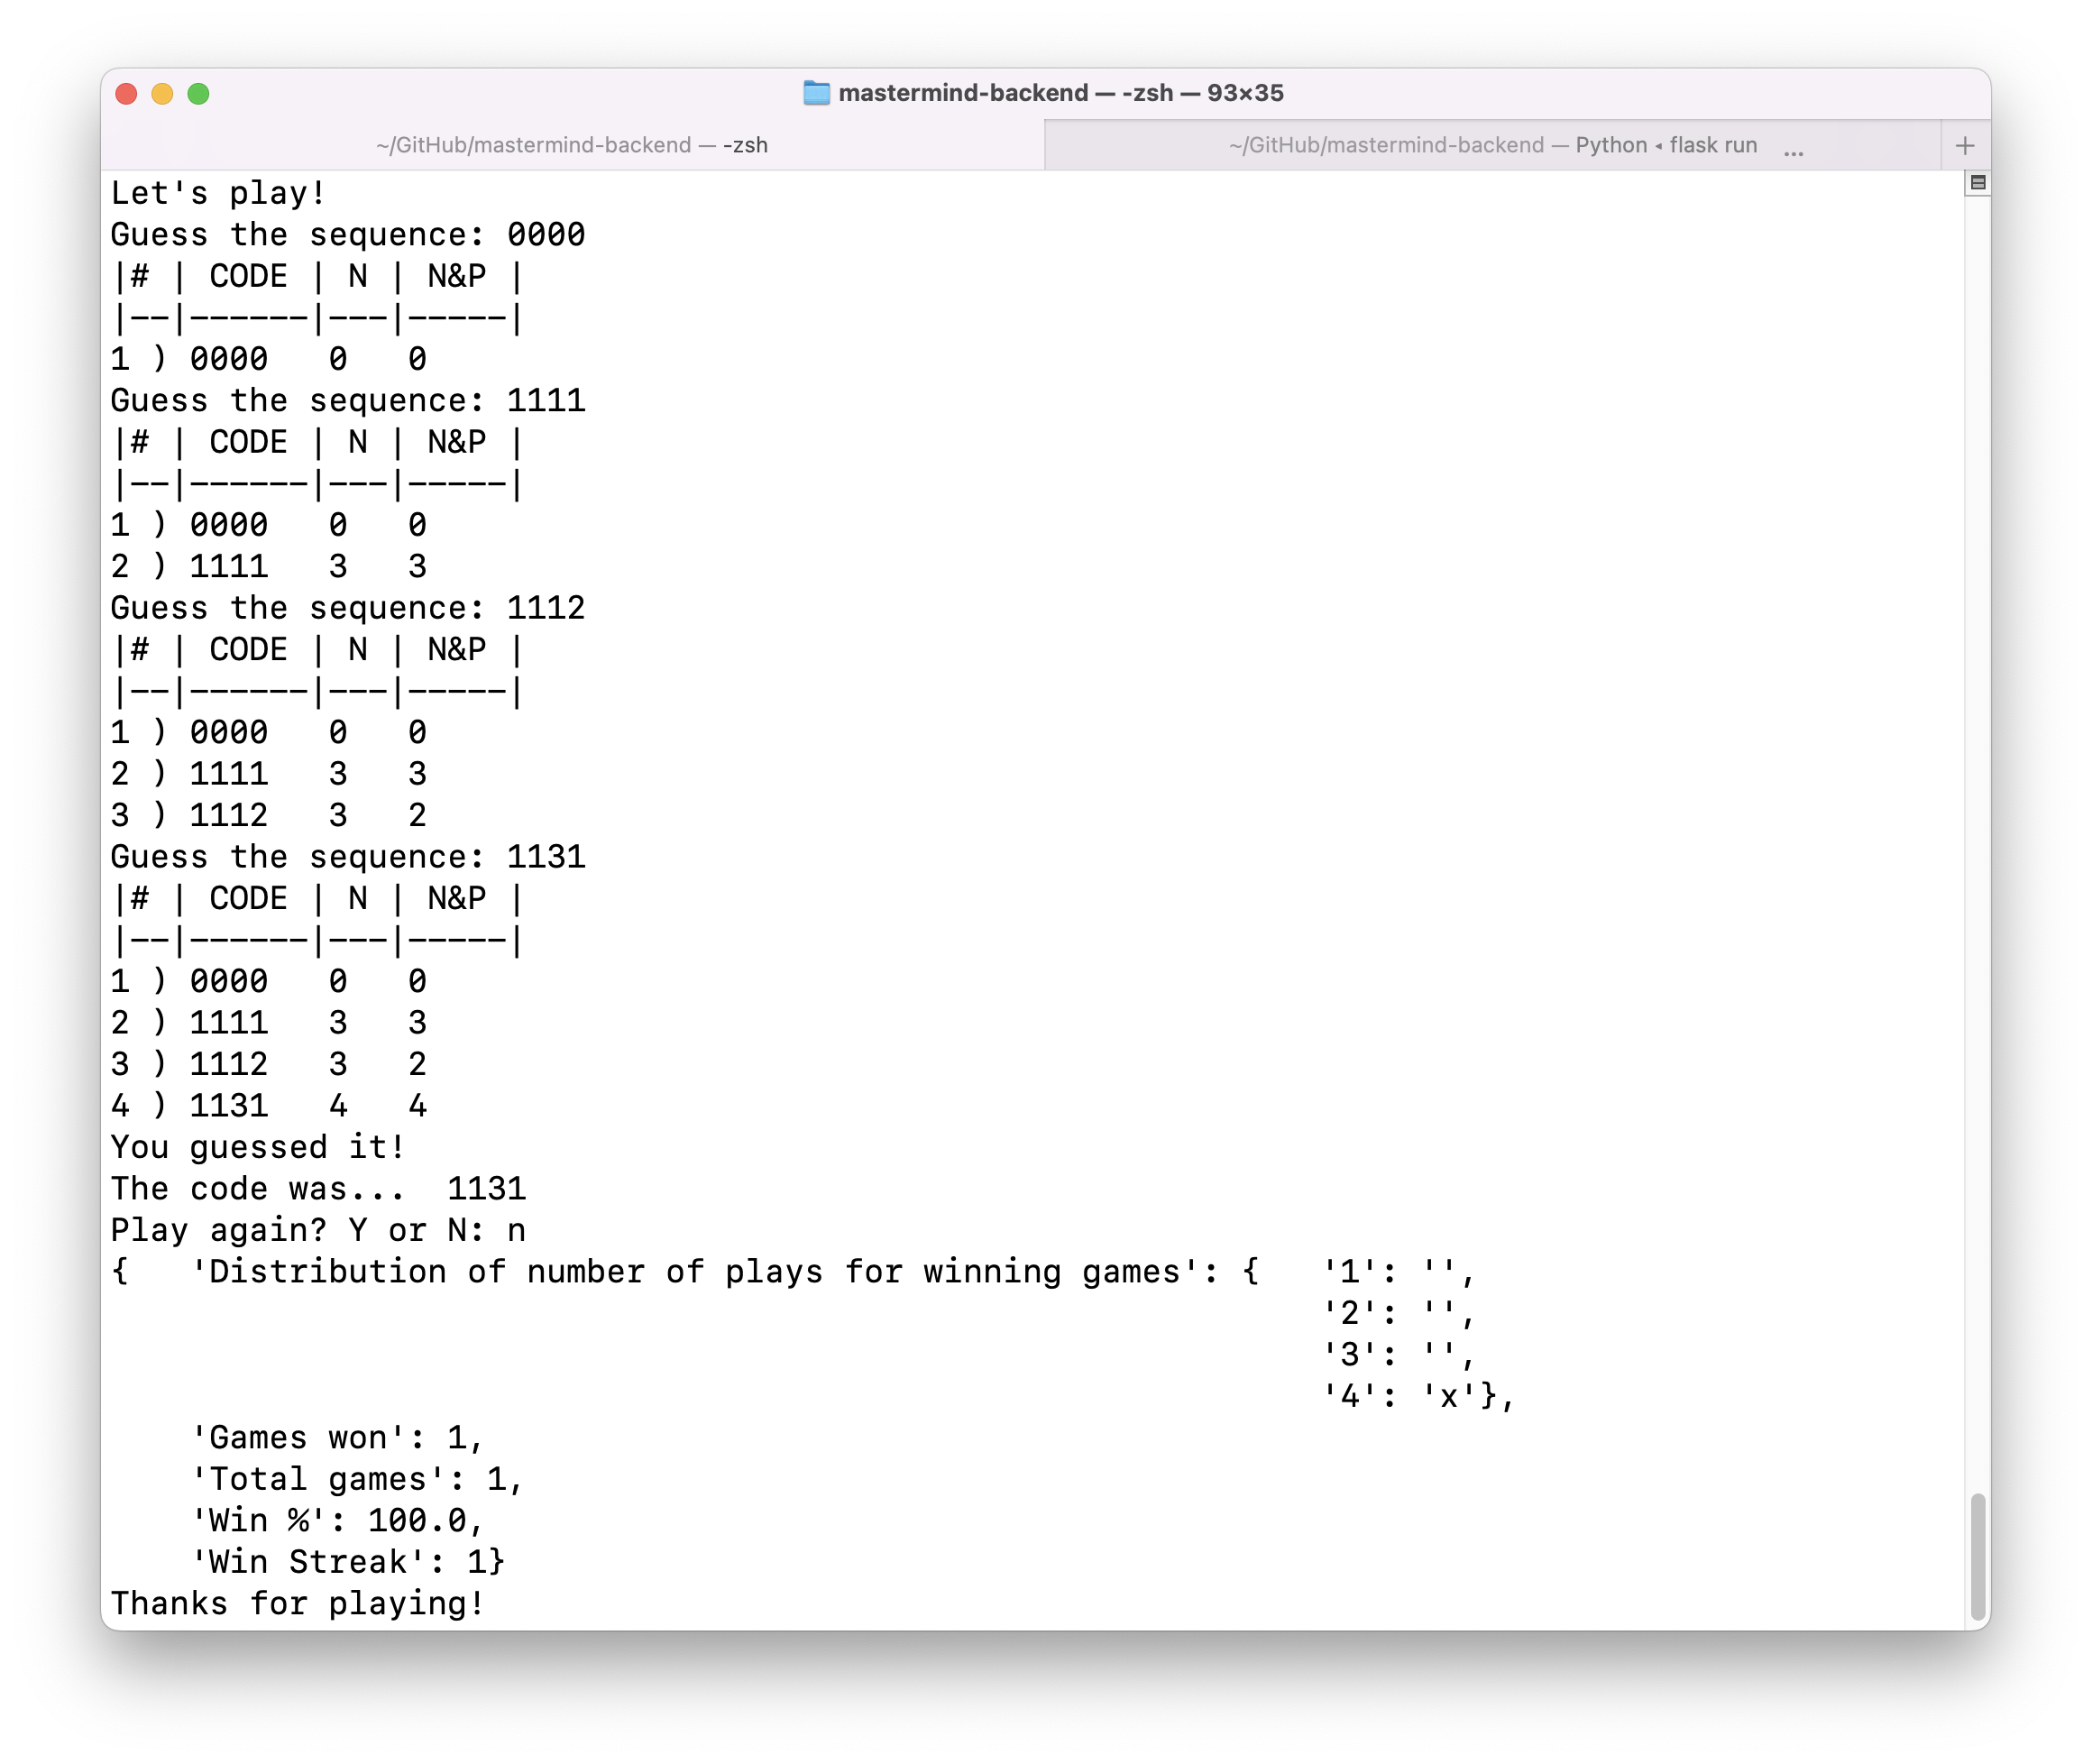 mastermind-backend — -zsh — 93×35
~/GitHub/mastermind-backend — -zsh
~/GitHub/mastermind-backend — Python ◂ flask run ...
+
Let's play!
Guess the sequence: 0000
|# | CODE | N | N&P |
|--|------|---|-----|
1 ) 0000   0   0
Guess the sequence: 1111
|# | CODE | N | N&P |
|--|------|---|-----|
1 ) 0000   0   0
2 ) 1111   3   3
Guess the sequence: 1112
|# | CODE | N | N&P |
|--|------|---|-----|
1 ) 0000   0   0
2 ) 1111   3   3
3 ) 1112   3   2
Guess the sequence: 1131
|# | CODE | N | N&P |
|--|------|---|-----|
1 ) 0000   0   0
2 ) 1111   3   3
3 ) 1112   3   2
4 ) 1131   4   4
You guessed it!
The code was...  1131
Play again? Y or N: n
{   'Distribution of number of plays for winning games': {   '1': '',
                                                             '2': '',
                                                             '3': '',
                                                             '4': 'x'},
    'Games won': 1,
    'Total games': 1,
    'Win %': 100.0,
    'Win Streak': 1}
Thanks for playing!